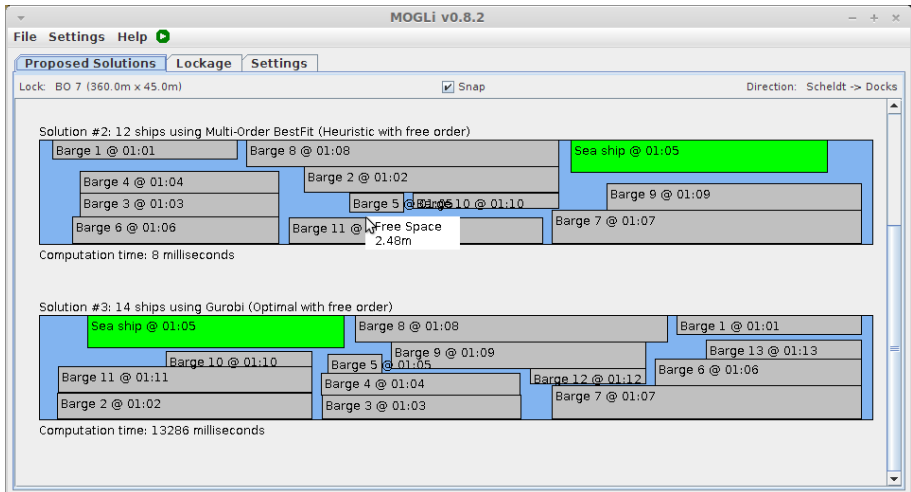 MOGLi v0.8.2
File Settings Help
Proposed Solutions Lockage Settings
Lock: BO 7 (360.0m x 45.0m) Snap Direction: Scheldt -> Docks
Solution #2: 12 ships using Multi-Order BestFit (Heuristic with free order)
Barge 1 @ 01:01 Barge 8 @ 01:08 Sea ship @ 01:05
Barge 4 @ 01:04 Barge 2 @ 01:02 Barge 9 @ 01:09
Barge 3 @ 01:03 Barge 5 @ 01:05 Barge 10 @ 01:10
Barge 6 @ 01:06 Barge 11 @ Barge 7 @ 01:07
Free Space
2.48m
Computation time: 8 milliseconds
Solution #3: 14 ships using Gurobi (Optimal with free order)
Sea ship @ 01:05 Barge 8 @ 01:08 Barge 1 @ 01:01
Barge 10 @ 01:10 Barge 5 @ 01:05 Barge 9 @ 01:09 Barge 13 @ 01:13
Barge 11 @ 01:11 Barge 4 @ 01:04 Barge 12 @ 01:12 Barge 6 @ 01:06
Barge 2 @ 01:02 Barge 3 @ 01:03 Barge 7 @ 01:07
Computation time: 13286 milliseconds